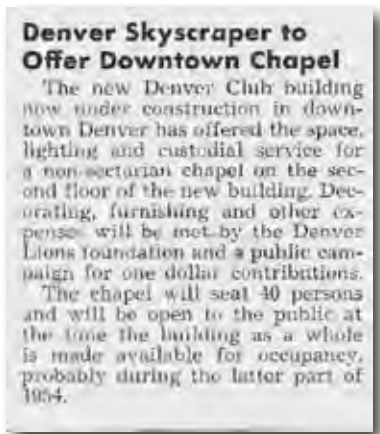 Denver Skyscraper to
Offer Downtown Chapel
The new Denver Club building
now under construction in down-
town Denver has offered the space,
lighting and custodial service for
a non-sectarian chapel on the sec-
ond floor of the new building. Dec-
orating, furnishing and other ex-
penses will be met by the Denver
Lions foundation and a public cam-
paign for one dollar contributions.
The chapel will seat 40 persons
and will be open to the public at
the time the building as a whole
is made available for occupancy,
probably during the latter part of
1954.